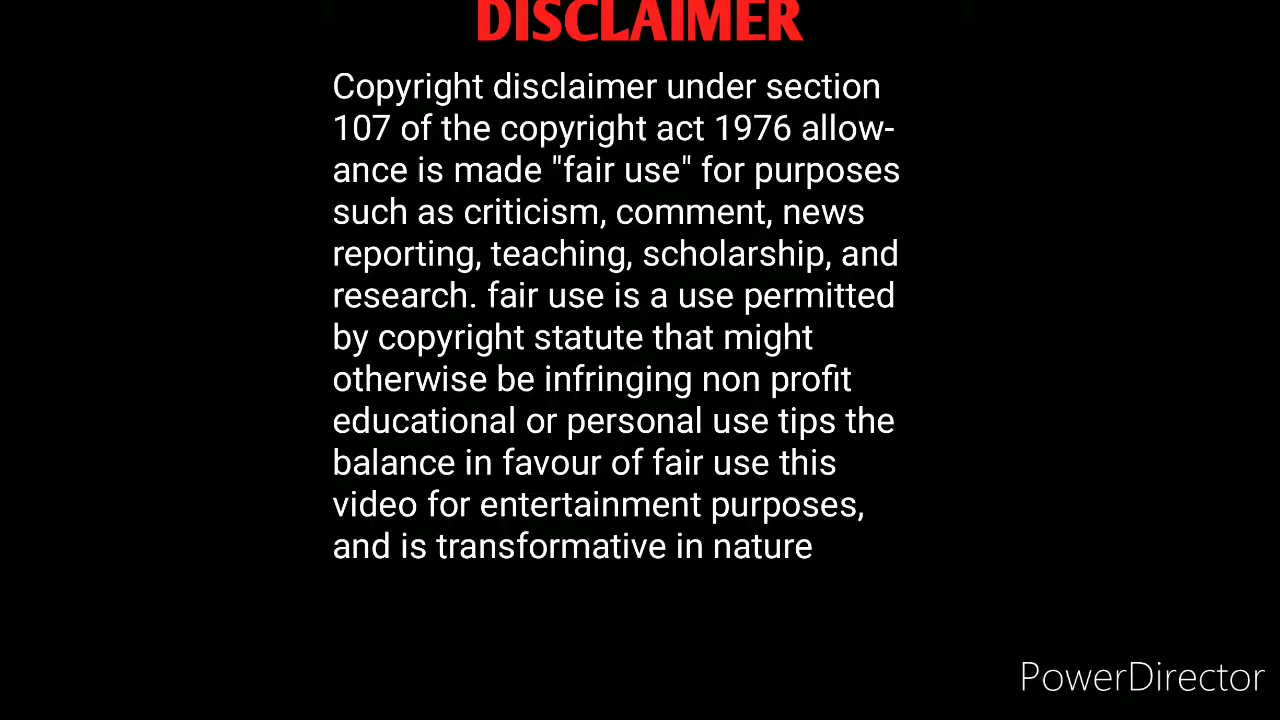 DISCLAIMER
Copyright disclaimer under section
107 of the copyright act 1976 allow-
ance is made "fair use" for purposes
such as criticism, comment, news
reporting, teaching, scholarship, and
research. fair use is a use permitted
by copyright statute that might
otherwise be infringing non profit
educational or personal use tips the
balance in favour of fair use this
video for entertainment purposes,
and is transformative in nature
PowerDirector